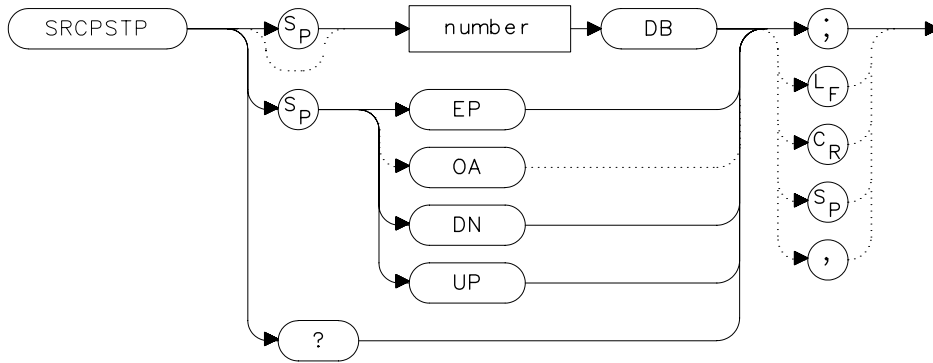 SRCPSTP SP number DB ;
LF
SP EP
CR
OA
SP
DN
,
UP
?